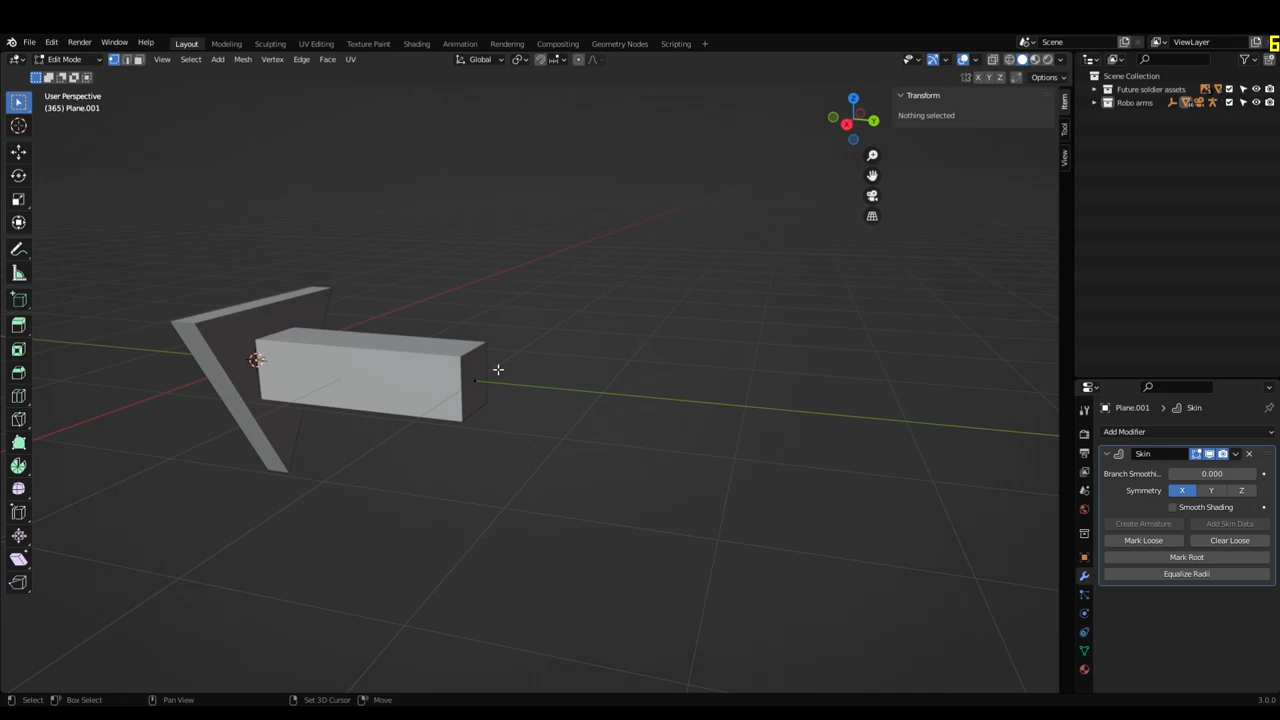 File Edit Render Window Help Layout Modeling Sculpting UV Editing Texture Paint Shading Animation Rendering Compositing Geometry Nodes Scripting + Scene ViewLayer 6
Edit Mode View Select Add Mesh Vertex Edge Face UV Global
X Y Z Options
User Perspective
(365) Plane.001
Transform
Nothing selected
Item
Tool
View
Z
Y
X
Scene Collection
Future soldier assets
Robo arms
Plane.001 > Skin
Add Modifier
Skin
Branch Smoothi... 0.000
Symmetry X Y Z
Smooth Shading
Create Armature Add Skin Data
Mark Loose Clear Loose
Mark Root
Equalize Radii
Select Box Select Pan View Set 3D Cursor Move 3.0.0